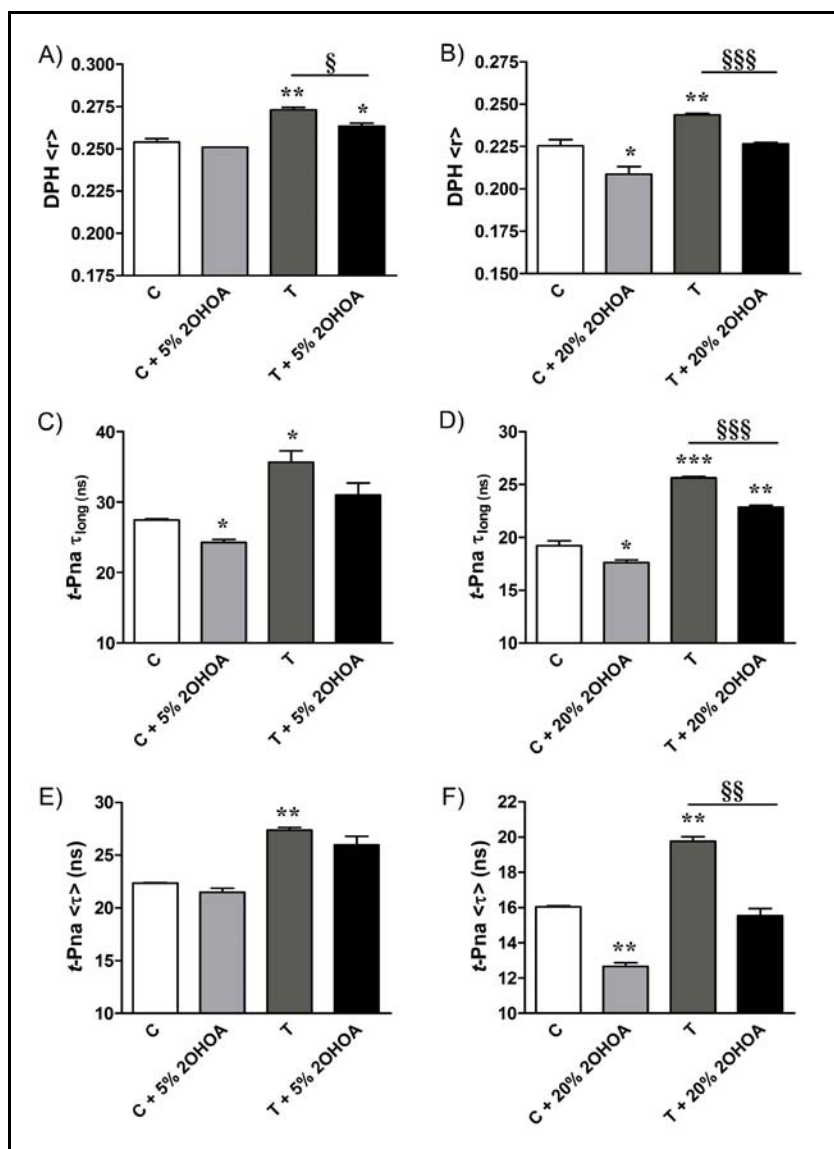 A)
§
**
*
DPH <r>
0.300
0.275
0.250
0.225
0.200
0.175
C
C + 5% 2OHOA
T
T + 5% 2OHOA
B)
§§§
**
*
DPH <r>
0.250
0.225
0.200
0.175
0.150
C
C + 20% 2OHOA
T
T + 20% 2OHOA
C)
*
*
t-Pna τlong (ns)
40
30
20
10
C
C + 5% 2OHOA
T
T + 5% 2OHOA
D)
§§§
***
**
*
t-Pna τlong (ns)
30
25
20
15
10
C
C + 20% 2OHOA
T
T + 20% 2OHOA
E)
**
t-Pna <τ> (ns)
30
25
20
15
10
C
C + 5% 2OHOA
T
T + 5% 2OHOA
F)
§§
**
**
t-Pna <τ> (ns)
22
20
18
16
14
12
10
C
C + 20% 2OHOA
T
T + 20% 2OHOA